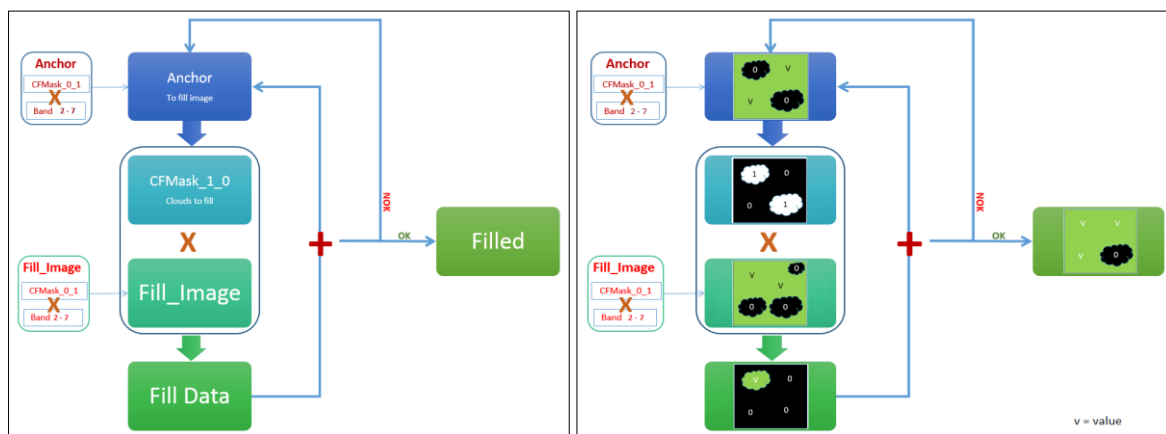 Anchor
CFMask_0_1
X
Band 2 - 7
Anchor
To fill image
CFMask_1_0
Clouds to fill
X
Fill_Image
CFMask_0_1
X
Band 2 - 7
Fill_Image
Fill Data
+
NOK
OK
Filled
Anchor
CFMask_0_1
X
Band 2 - 7
0 V
V 0
1 0
0 1
X
Fill_Image
CFMask_0_1
X
Band 2 - 7
0
V
V
0 0
V 0
0 0
+
NOK
OK
V V
V 0
v = value